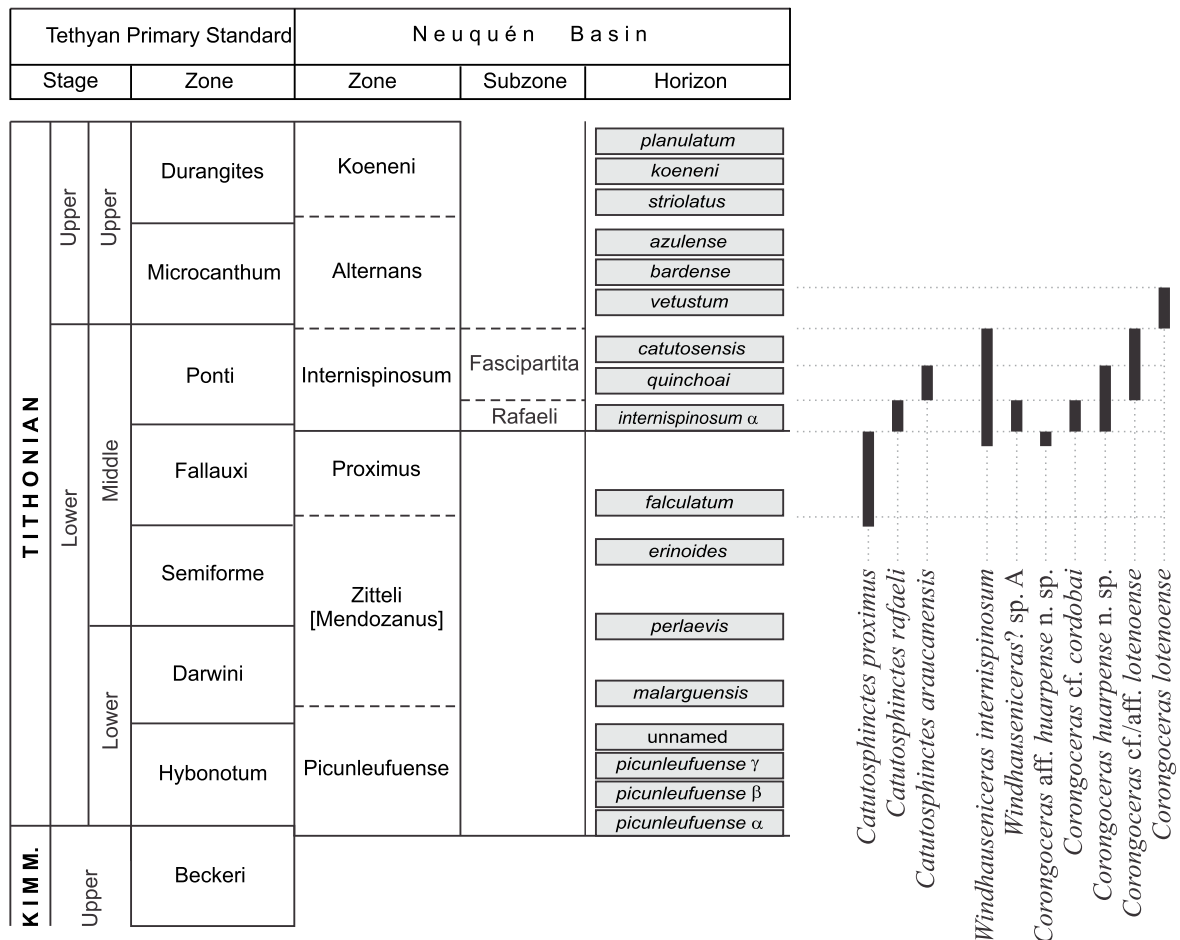 Tethyan Primary Standard
Neuquén Basin
Stage
Zone
Zone
Subzone
Horizon
TITHONIAN
KIMM.
Upper
Lower
Upper
Upper
Middle
Lower
Durangites
Microcanthum
Ponti
Fallauxi
Semiforme
Darwini
Hybonotum
Beckeri
Koeneni
Alternans
Internispinosum
Proximus
Zitteli
[Mendozanus]
Picunleufuense
Fascipartita
Rafaeli
planulatum
koeneni
striolatus
azulense
bardense
vetustum
catutosensis
quinchoai
internispinosum α
falculatum
erinoides
perlaevis
malarguensis
unnamed
picunleufuense γ
picunleufuense β
picunleufuense α
Catutosphinctes proximus
Catutosphinctes rafaeli
Catutosphinctes araucanensis
Windhauseniceras internispinosum
Windhauseniceras? sp. A
Corongoceras aff. huarpense n. sp.
Corongoceras cf. cordobai
Corongoceras huarpense n. sp.
Corongoceras cf./aff. lotenoense
Corongoceras lotenoense